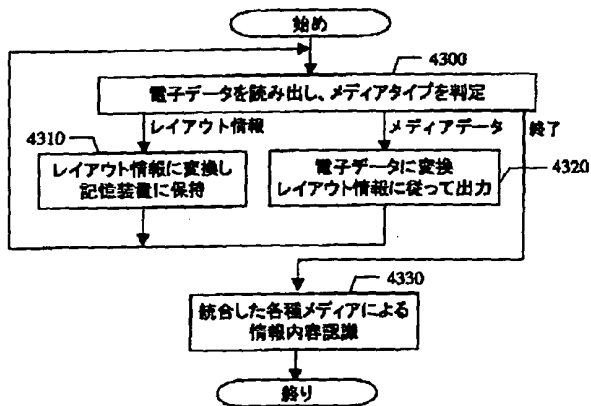 始め
4300
電子データを読み出し、メディアタイプを判定
レイアウト情報
メディアデータ
終了
4310
レイアウト情報に変換し
記憶装置に保持
電子データに変換
レイアウト情報に従って出力
4320
4330
統合した各種メディアによる
情報内容認識
終り